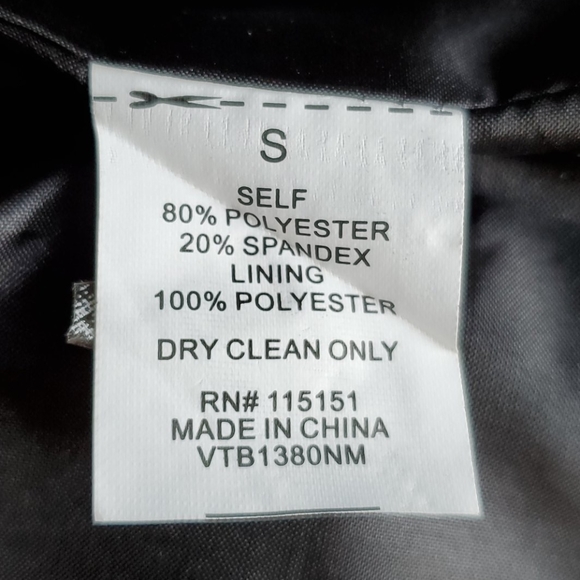 S
SELF
80% POLYESTER
20% SPANDEX
LINING
100% POLYESTER
DRY CLEAN ONLY
RN# 115151
MADE IN CHINA
VTB1380NM